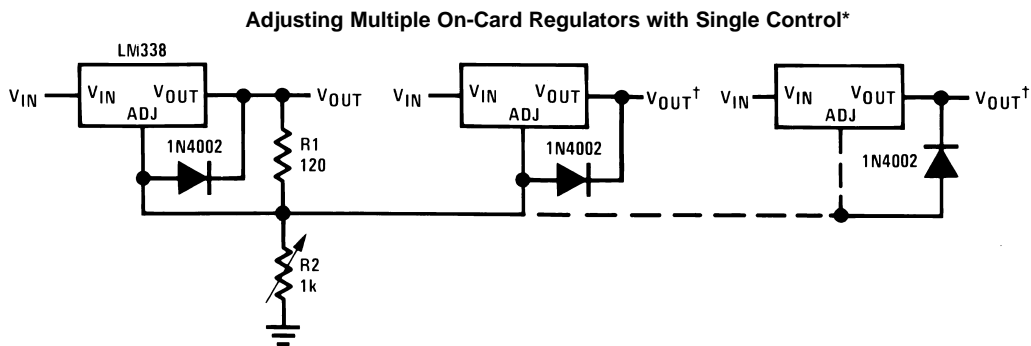 Adjusting Multiple On-Card Regulators with Single Control*
LM338
VIN VIN VOUT VOUT
ADJ
1N4002
R1
120
R2
1k
VIN VIN VOUT VOUT†
ADJ
1N4002
VIN VIN VOUT VOUT†
ADJ
1N4002